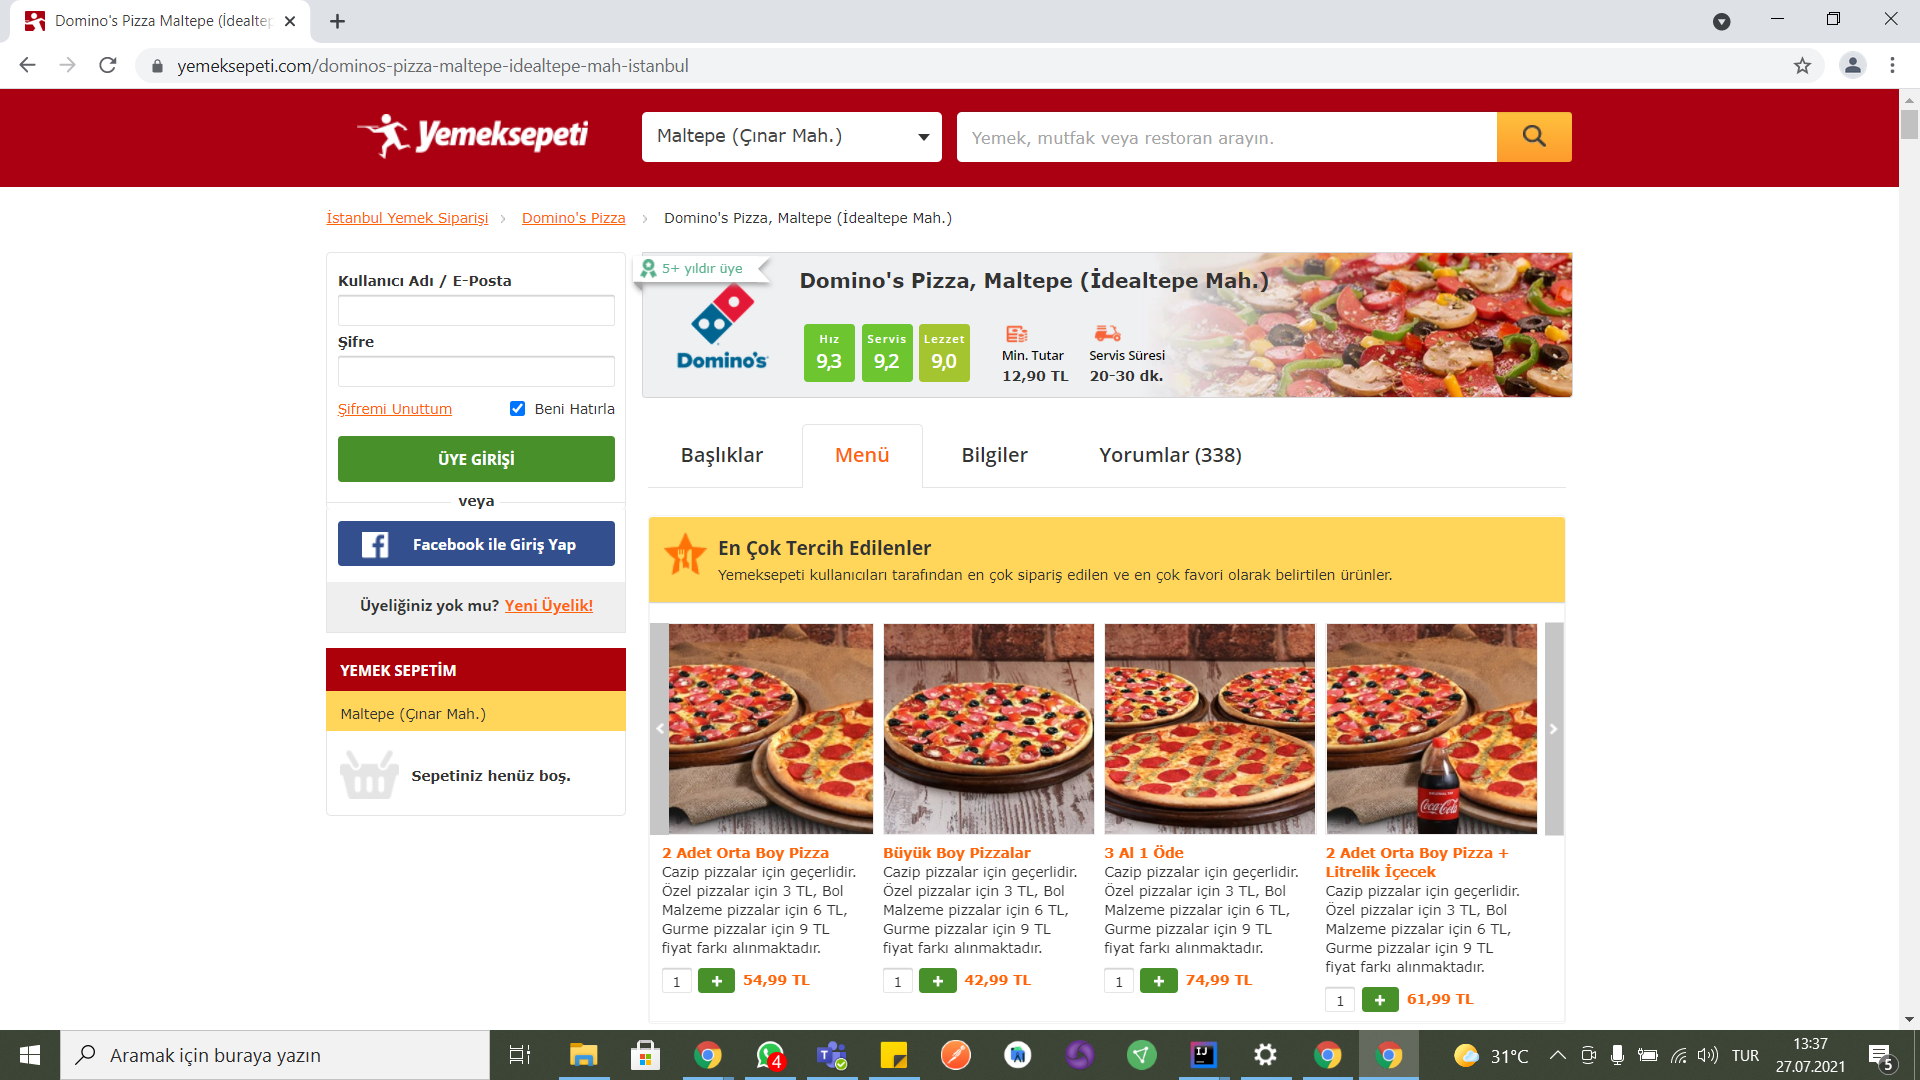 Domino's Pizza Maltepe (İdealtep
yemeksepeti.com/dominos-pizza-maltepe-idealtepe-mah-istanbul
Yemeksepeti
Maltepe (Çınar Mah.)
Yemek, mutfak veya restoran arayın.
İstanbul Yemek Siparişi
Domino's Pizza
Domino's Pizza, Maltepe (İdealtepe Mah.)
Kullanıcı Adı / E-Posta
Şifre
Şifremi Unuttum
Beni Hatırla
ÜYE GİRİŞİ
veya
Facebook ile Giriş Yap
Üyeliğiniz yok mu? Yeni Üyelik!
YEMEK SEPETİM
Maltepe (Çınar Mah.)
Sepetiniz henüz boş.
5+ yıldır üye
Domino's
Domino's Pizza, Maltepe (İdealtepe Mah.)
Hız
9,3
Servis
9,2
Lezzet
9,0
Min. Tutar
12,90 TL
Servis Süresi
20-30 dk.
Başlıklar
Menü
Bilgiler
Yorumlar (338)
En Çok Tercih Edilenler
Yemeksepeti kullanıcıları tarafından en çok sipariş edilen ve en çok favori olarak belirtilen ürünler.
2 Adet Orta Boy Pizza
Cazip pizzalar için geçerlidir.
Özel pizzalar için 3 TL, Bol
Malzeme pizzalar için 6 TL,
Gurme pizzalar için 9 TL
fiyat farkı alınmaktadır.
1
54,99 TL
Büyük Boy Pizzalar
Cazip pizzalar için geçerlidir.
Özel pizzalar için 3 TL, Bol
Malzeme pizzalar için 6 TL,
Gurme pizzalar için 9 TL
fiyat farkı alınmaktadır.
1
42,99 TL
3 Al 1 Öde
Cazip pizzalar için geçerlidir.
Özel pizzalar için 3 TL, Bol
Malzeme pizzalar için 6 TL,
Gurme pizzalar için 9 TL
fiyat farkı alınmaktadır.
1
74,99 TL
Coca-Cola
2 Adet Orta Boy Pizza +
Litrelik İçecek
Cazip pizzalar için geçerlidir.
Özel pizzalar için 3 TL, Bol
Malzeme pizzalar için 6 TL,
Gurme pizzalar için 9 TL
fiyat farkı alınmaktadır.
1
61,99 TL
Aramak için buraya yazın
4
IJ
31°C
TUR
13:37
27.07.2021
5